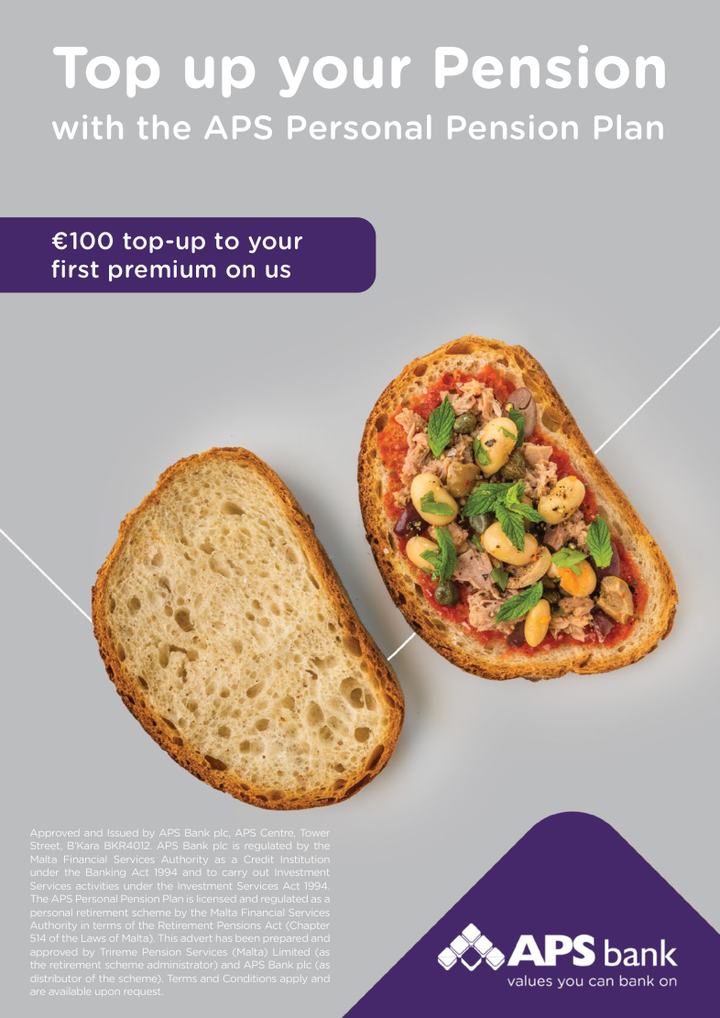 Top up your Pension
with the APS Personal Pension Plan
€100 top-up to your
first premium on us
Approved and Issued by APS Bank plc, APS Centre, Tower
Street, B'Kara BKR4012. APS Bank plc is regulated by the
Malta Financial Services Authority as a Credit Institution
under the Banking Act 1994 and to carry out Investment
Services activities under the Investment Services Act 1994.
The APS Personal Pension Plan is licensed and regulated as a
personal retirement scheme by the Malta Financial Services
Authority in terms of the Retirement Pensions Act (Chapter
514 of the Laws of Malta). This advert has been prepared and
approved by Trireme Pension Services (Malta) Limited (as
the retirement scheme administrator) and APS Bank plc (as
distributor of the scheme). Terms and Conditions apply and
are available upon request.
APS bank
values you can bank on